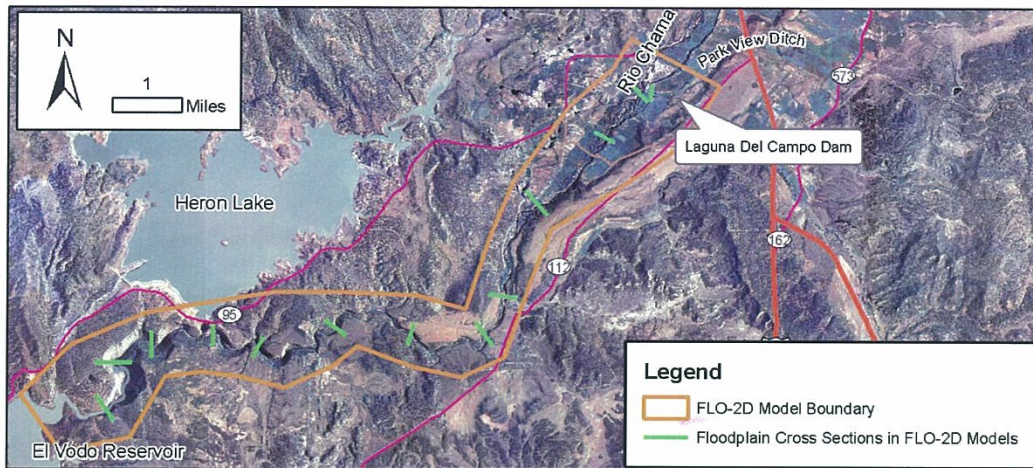 N
1
Miles
Rio Chama
Park View Ditch
573
Laguna Del Campo Dam
Heron Lake
162
112
95
El Vodo Reservoir
Legend
FLO-2D Model Boundary
Floodplain Cross Sections in FLO-2D Models